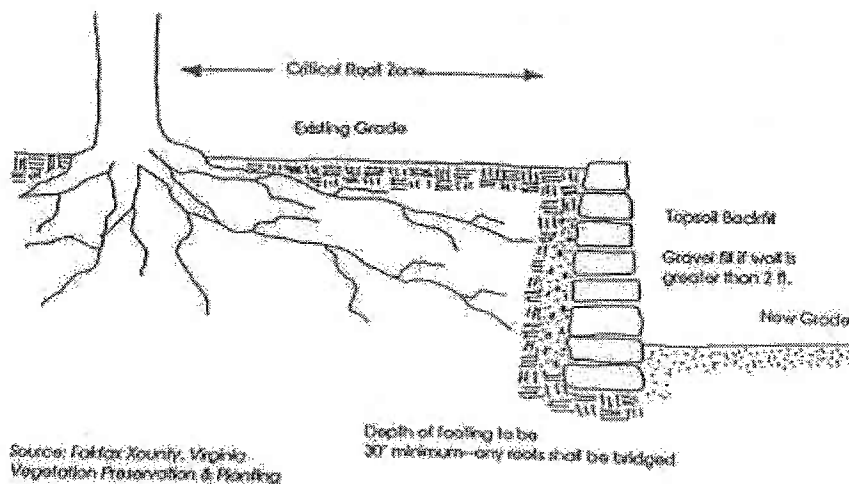 Critical Root Zone
Existing Grade
Topsoil Backfill
Gravel fill if wall is
greater than 2 ft.
New Grade
Depth of footing to be
30" minimum--any roots shall be bridged
Source: Fairfax Xounty, Virginia
Vegetation Preservation & Planting